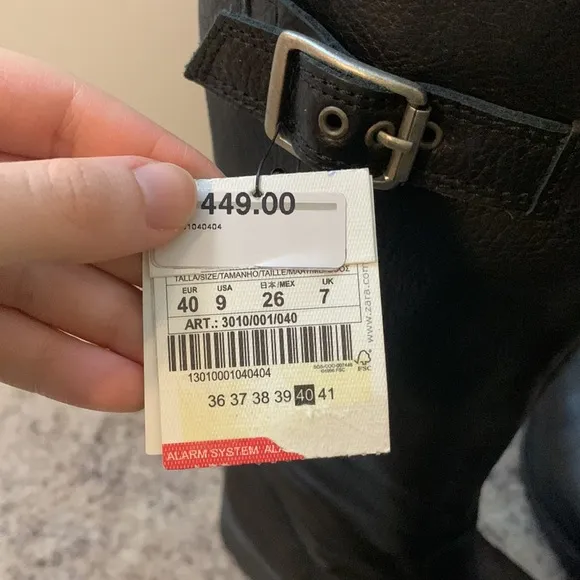 449.00
1040404
TALLA/SIZE/TAMANHO/TAILLE/
EUR USA 日本/MEX UK
40 9 26 7
ART.: 3010/001/040
www.zara.com
13010001040404
FSC
36 37 38 39 40 41
ALARM SYSTEM